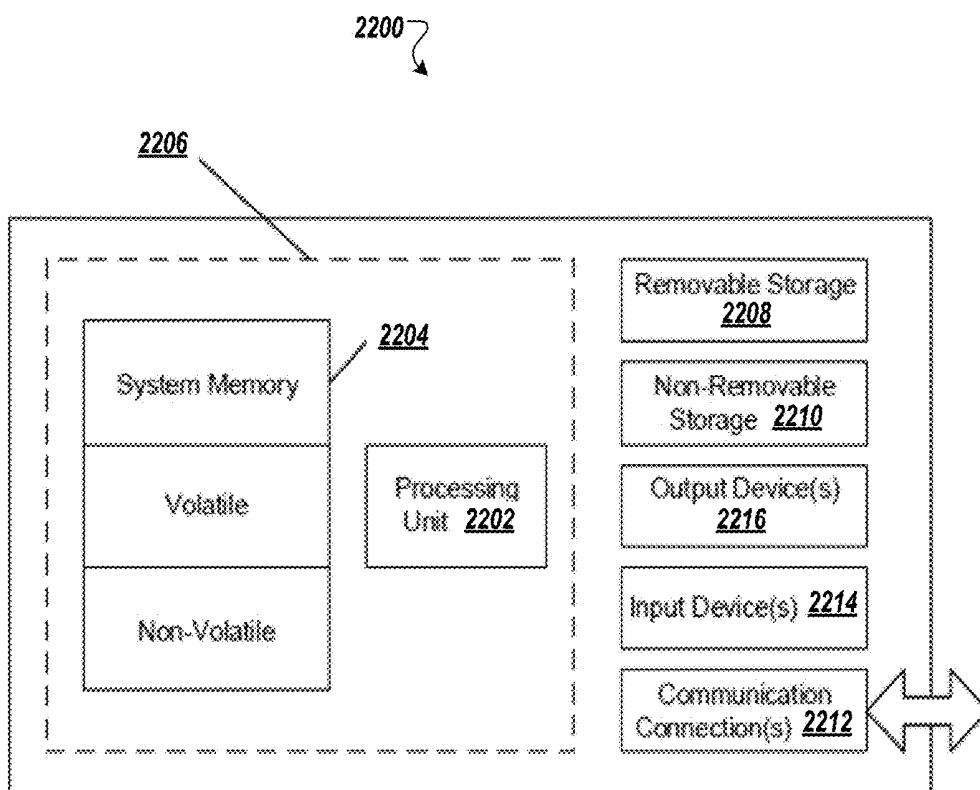 2200
2206
System Memory
2204
Volatile
Non-Volatile
Processing
Unit 2202
Removable Storage
2208
Non-Removable
Storage 2210
Output Device(s)
2216
Input Device(s) 2214
Communication
Connection(s) 2212